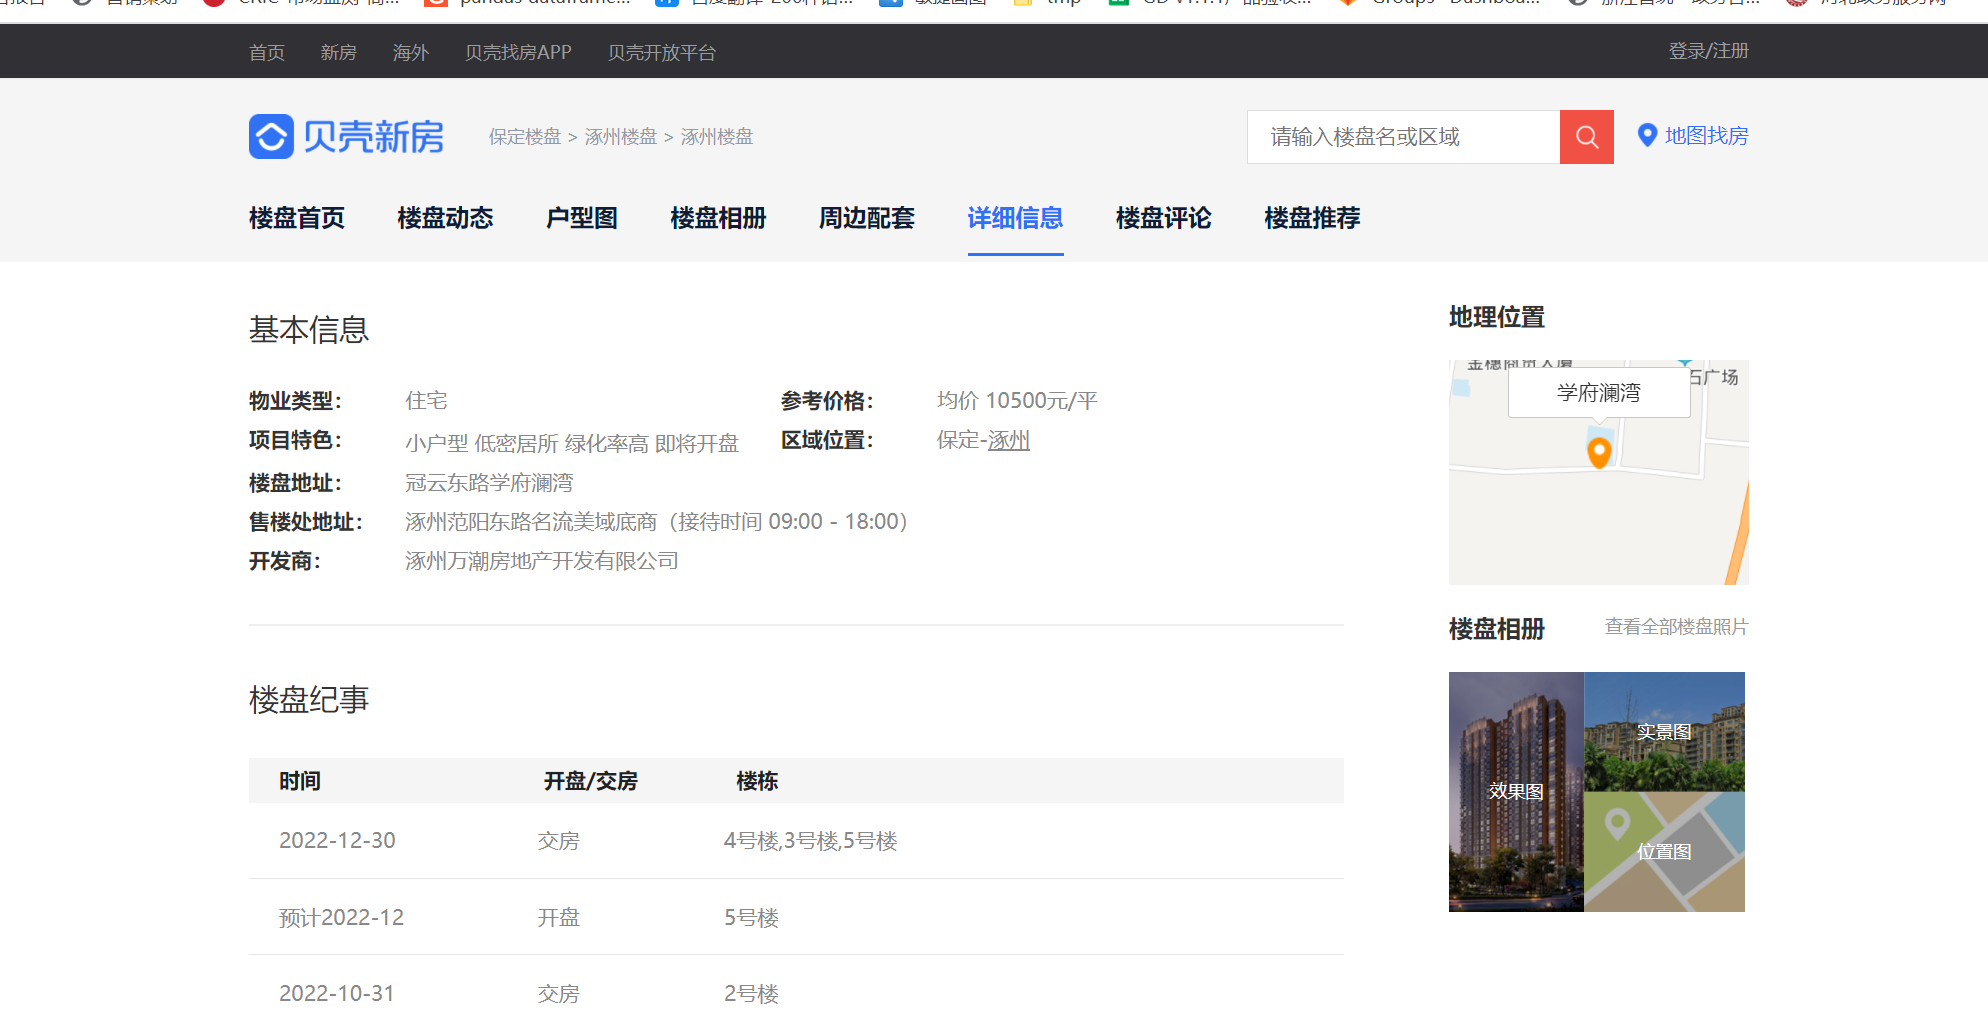 pandas-dataframe...
tmp
首页 新房 海外 贝壳找房APP 贝壳开放平台 登录/注册
贝壳新房 保定楼盘 > 涿州楼盘 > 涿州楼盘 请输入楼盘名或区域 地图找房
楼盘首页 楼盘动态 户型图 楼盘相册 周边配套 详细信息 楼盘评论 楼盘推荐
基本信息
物业类型： 住宅 参考价格： 均价 10500元/平
项目特色： 小户型 低密居所 绿化率高 即将开盘 区域位置： 保定-涿州
楼盘地址： 冠云东路学府澜湾
售楼处地址： 涿州范阳东路名流美域底商（接待时间 09:00 - 18:00）
开发商： 涿州万潮房地产开发有限公司
楼盘纪事
时间 开盘/交房 楼栋
2022-12-30 交房 4号楼,3号楼,5号楼
预计2022-12 开盘 5号楼
2022-10-31 交房 2号楼
地理位置
石广场
学府澜湾
楼盘相册 查看全部楼盘照片
效果图
实景图
位置图